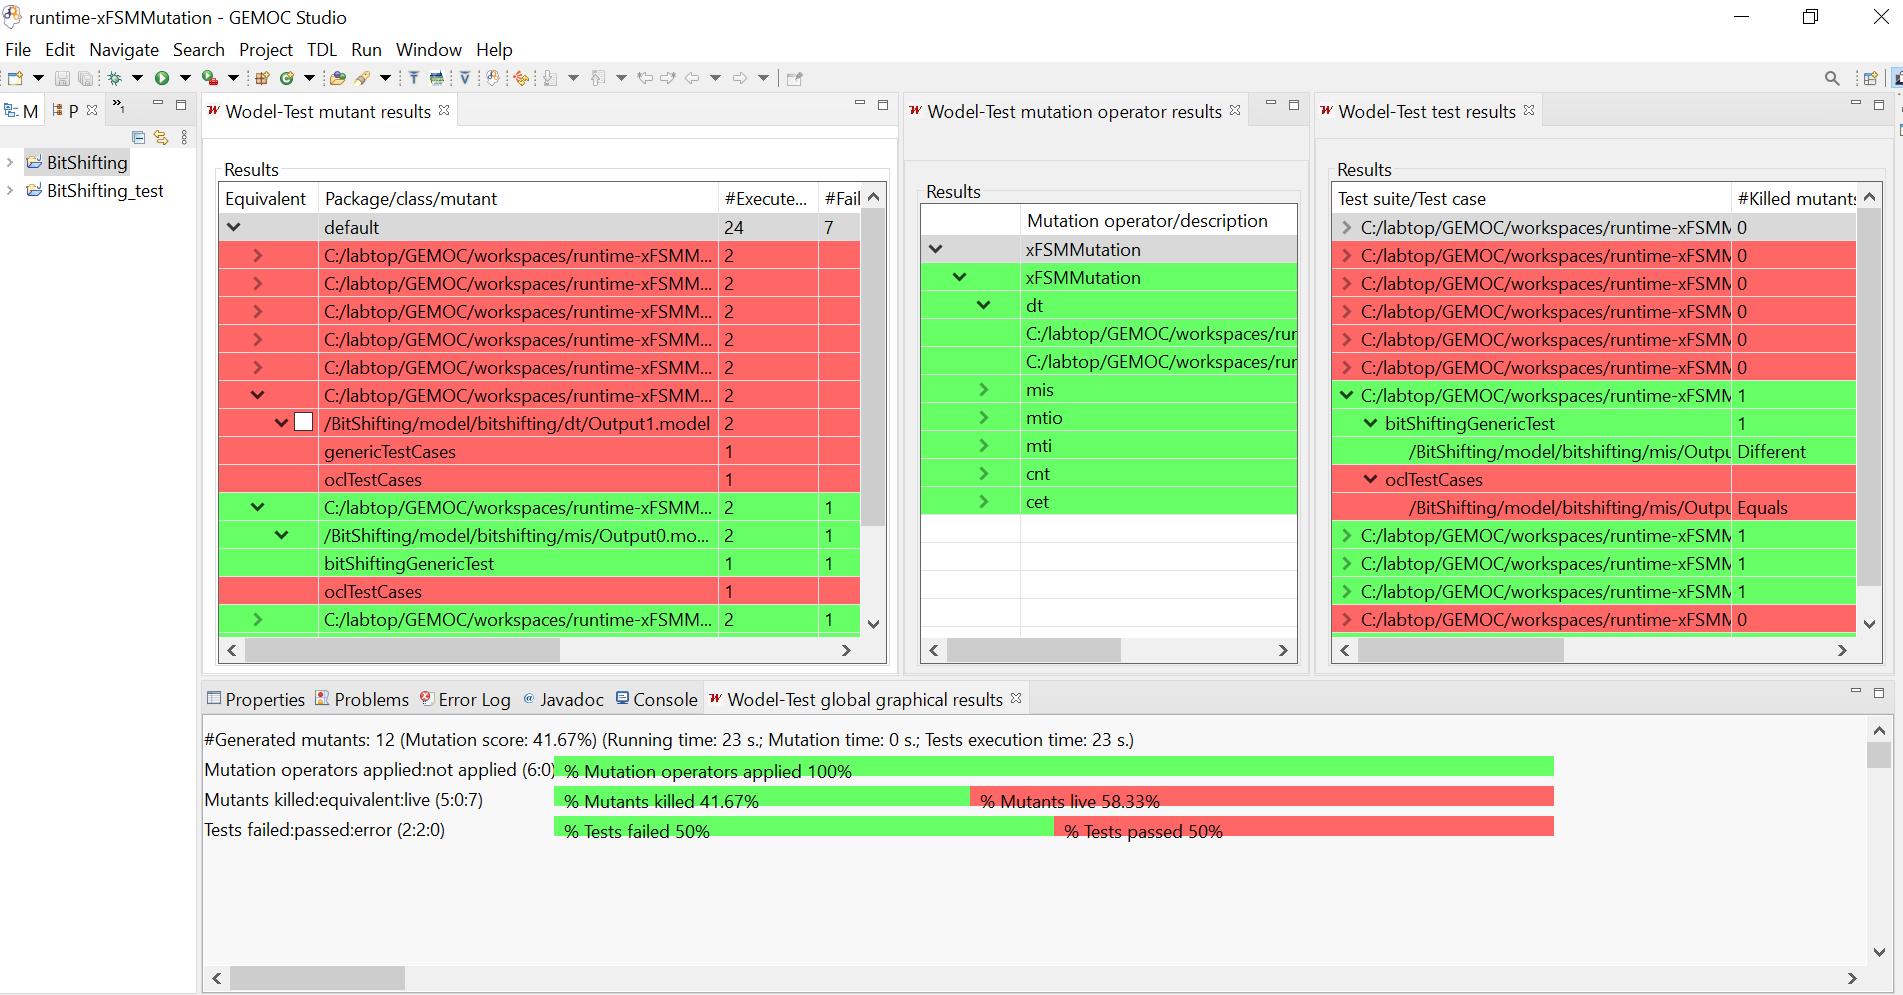 runtime-xFSMMutation - GEMOC Studio
File Edit Navigate Search Project TDL Run Window Help
M P »1
BitShifting
BitShifting_test
Wodel-Test mutant results
Results
Equivalent Package/class/mutant #Execute... #Fail
default 24 7
C:/labtop/GEMOC/workspaces/runtime-xFSMM... 2
C:/labtop/GEMOC/workspaces/runtime-xFSMM... 2
C:/labtop/GEMOC/workspaces/runtime-xFSMM... 2
C:/labtop/GEMOC/workspaces/runtime-xFSMM... 2
C:/labtop/GEMOC/workspaces/runtime-xFSMM... 2
C:/labtop/GEMOC/workspaces/runtime-xFSMM... 2
/BitShifting/model/bitshifting/dt/Output1.model 2
genericTestCases 1
oclTestCases 1
C:/labtop/GEMOC/workspaces/runtime-xFSMM... 2 1
/BitShifting/model/bitshifting/mis/Output0.mo... 2 1
bitShiftingGenericTest 1 1
oclTestCases 1
C:/labtop/GEMOC/workspaces/runtime-xFSMM... 2 1
Wodel-Test mutation operator results
Results
Mutation operator/description
xFSMMutation
xFSMMutation
dt
C:/labtop/GEMOC/workspaces/rur
C:/labtop/GEMOC/workspaces/rur
mis
mtio
mti
cnt
cet
Wodel-Test test results
Results
Test suite/Test case #Killed mutants
C:/labtop/GEMOC/workspaces/runtime-xFSMM 0
C:/labtop/GEMOC/workspaces/runtime-xFSMM 0
C:/labtop/GEMOC/workspaces/runtime-xFSMM 0
C:/labtop/GEMOC/workspaces/runtime-xFSMM 0
C:/labtop/GEMOC/workspaces/runtime-xFSMM 0
C:/labtop/GEMOC/workspaces/runtime-xFSMM 0
C:/labtop/GEMOC/workspaces/runtime-xFSMM 1
bitShiftingGenericTest 1
/BitShifting/model/bitshifting/mis/Outpu Different
oclTestCases
/BitShifting/model/bitshifting/mis/Outpu Equals
C:/labtop/GEMOC/workspaces/runtime-xFSMM 1
C:/labtop/GEMOC/workspaces/runtime-xFSMM 1
C:/labtop/GEMOC/workspaces/runtime-xFSMM 1
C:/labtop/GEMOC/workspaces/runtime-xFSMM 0
Properties Problems Error Log Javadoc Console Wodel-Test global graphical results
#Generated mutants: 12 (Mutation score: 41.67%) (Running time: 23 s.; Mutation time: 0 s.; Tests execution time: 23 s.)
Mutation operators applied:not applied (6:0) % Mutation operators applied 100%
Mutants killed:equivalent:live (5:0:7) % Mutants killed 41.67% % Mutants live 58.33%
Tests failed:passed:error (2:2:0) % Tests failed 50% % Tests passed 50%